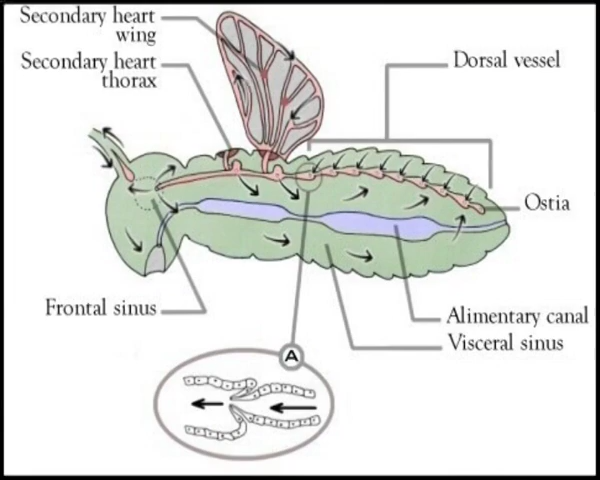 Secondary heart
wing
Secondary heart
thorax
Dorsal vessel
Ostia
Frontal sinus
Alimentary canal
Visceral sinus
A